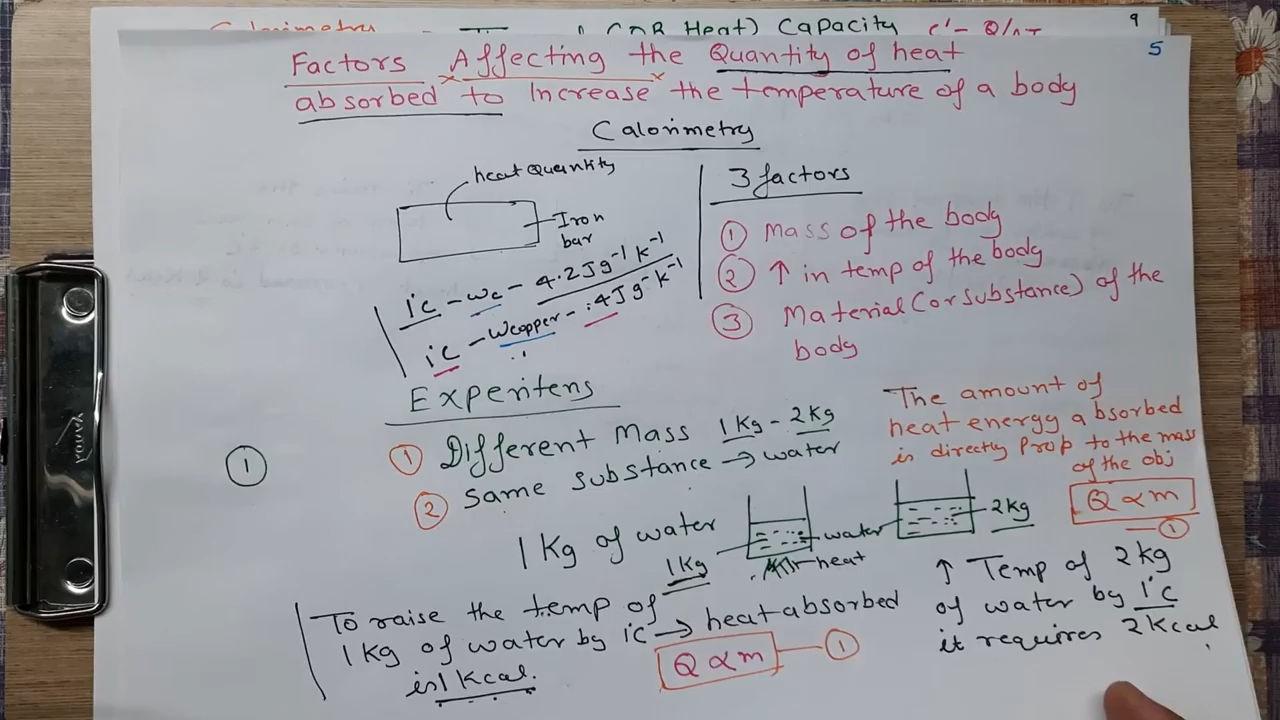 Heat) Capacity c'= Q/ΔT
9
5
Factors Affecting the Quantity of heat
absorbed to Increase the temperature of a body
Calorimetry
heat Quantity
Iron
bar
1°C - wc - 4.2 J g⁻¹ k⁻¹
1°C - wcopper - .4 J g⁻ k⁻¹
3 factors
① Mass of the body
② ↑ in temp of the body
③ Material (or substance) of the
body
Experitens
①
① Different Mass 1 Kg - 2 Kg
② Same substance → water
The amount of
heat energy absorbed
is directly prop to the mass
of the obj
Q ∝ m
①
1 Kg of water
1 Kg
water
heat
2 kg
To raise the temp of
1 Kg of water by 1°C → heat absorbed
is 1 Kcal.
Q ∝ m ①
↑ Temp of 2 kg
of water by 1°C
it requires 2 Kcal